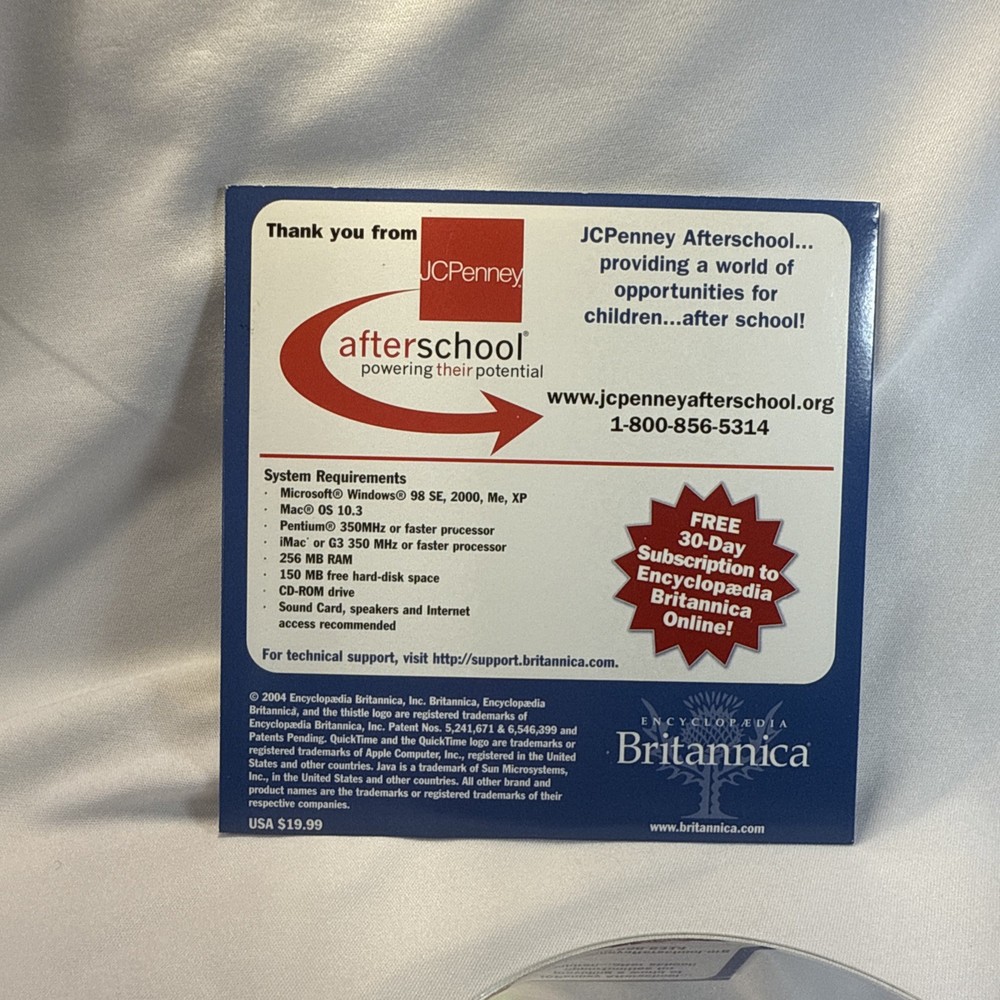 Thank you from
JCPenney
afterschool®
powering their potential
JCPenney Afterschool...
providing a world of
opportunities for
children...after school!
www.jcpenneyafterschool.org
1-800-856-5314
System Requirements
· Microsoft® Windows® 98 SE, 2000, Me, XP
· Mac® OS 10.3
· Pentium® 350MHz or faster processor
· iMac or G3 350 MHz or faster processor
· 256 MB RAM
· 150 MB free hard-disk space
· CD-ROM drive
· Sound Card, speakers and Internet
access recommended
For technical support, visit http://support.britannica.com.
FREE
30-Day
Subscription to
Encyclopædia
Britannica
Online!
© 2004 Encyclopædia Britannica, Inc. Britannica, Encyclopædia
Britannica, and the thistle logo are registered trademarks of
Encyclopædia Britannica, Inc. Patent Nos. 5,241,671 & 6,546,399 and
Patents Pending. QuickTime and the QuickTime logo are trademarks or
registered trademarks of Apple Computer, Inc., registered in the United
States and other countries. Java is a trademark of Sun Microsystems,
Inc., in the United States and other countries. All other brand and
product names are the trademarks or registered trademarks of their
respective companies.
USA $19.99
ENCYCLOPÆDIA
Britannica
www.britannica.com